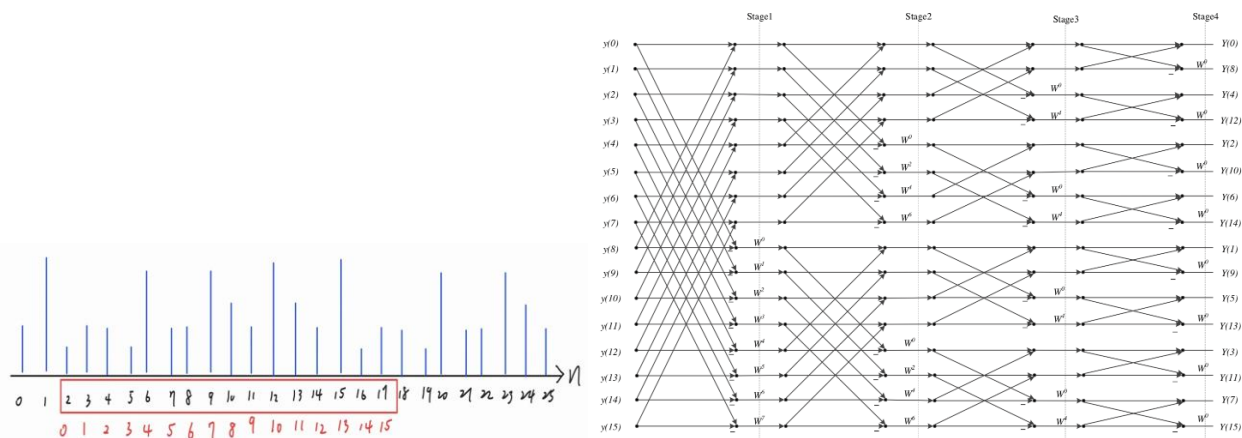 Stage1 Stage2 Stage3 Stage4
y(0) Y(0)
y(1) W⁰ Y(8)
y(2) W⁰ Y(4)
y(3) W⁴ W⁰ Y(12)
y(4) W⁰ Y(2)
y(5) W² W⁰ Y(10)
y(6) W⁴ W⁰ Y(6)
y(7) W⁶ W⁴ W⁰ Y(14)
y(8) W⁰ Y(1)
y(9) W¹ W⁰ Y(9)
y(10) W² W⁰ Y(5)
y(11) W³ W⁴ W⁰ Y(13)
y(12) W⁴ W⁰ Y(3)
y(13) W⁵ W² W⁰ Y(11)
y(14) W⁶ W⁴ W⁰ Y(7)
y(15) W⁷ W⁶ W⁴ W⁰ Y(15)
n
0 1 2 3 4 5 6 7 8 9 10 11 12 13 14 15 16 17 18 19 20 21 22 23 24 25
0 1 2 3 4 5 6 7 8 9 10 11 12 13 14 15